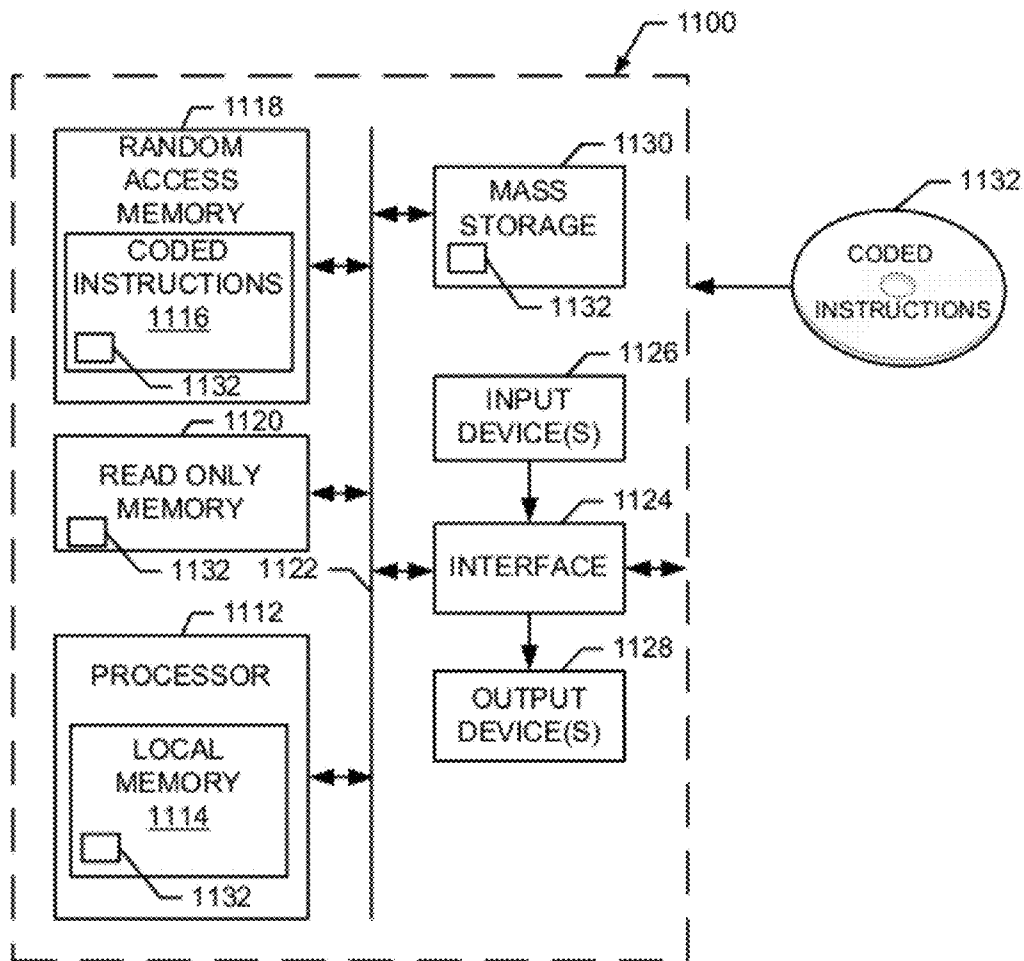 1100
1118
RANDOM
ACCESS
MEMORY
CODED
INSTRUCTIONS
1116
1132
1120
READ ONLY
MEMORY
1132
1122
1112
PROCESSOR
LOCAL
MEMORY
1114
1132
1130
MASS
STORAGE
1132
1126
INPUT
DEVICE(S)
1124
INTERFACE
1128
OUTPUT
DEVICE(S)
1132
CODED
INSTRUCTIONS